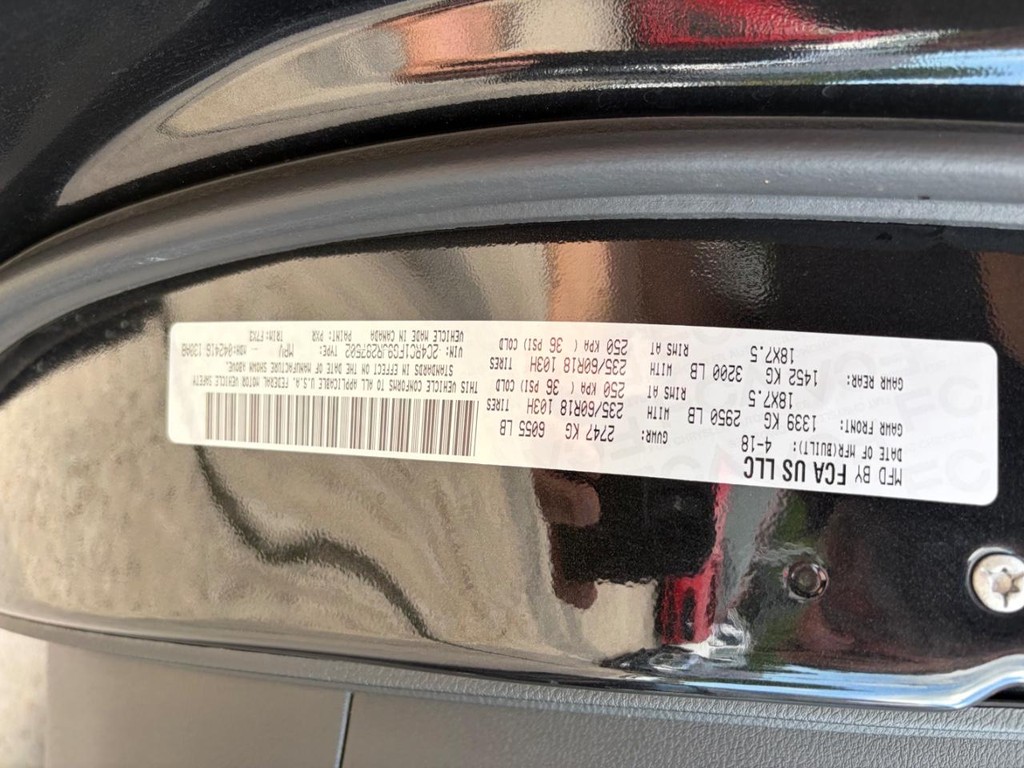 MFD BY FCA US LLC
DATE OF MFR(BUILT): 4-18 GVWR: 2747 KG 6055 LB
GAWR FRONT: 1339 KG 2950 LB WITH 235/60R18 103H TIRES
18X7.5 RIMS AT 250 KPA ( 36 PSI) COLD
GAWR REAR: 1452 KG 3200 LB WITH 235/60R18 103H TIRES
18X7.5 RIMS AT 250 KPA ( 36 PSI) COLD
THIS VEHICLE CONFORMS TO ALL APPLICABLE U.S.A. FEDERAL MOTOR VEHICLE SAFETY
STANDARDS IN EFFECT ON THE DATE OF MANUFACTURE SHOWN ABOVE.
VIN: 2C4RC1FG9JR287502 TYPE: MPV - MDH:042416
VEHICLE MADE IN CANADA PAINT: PXR TRIM: